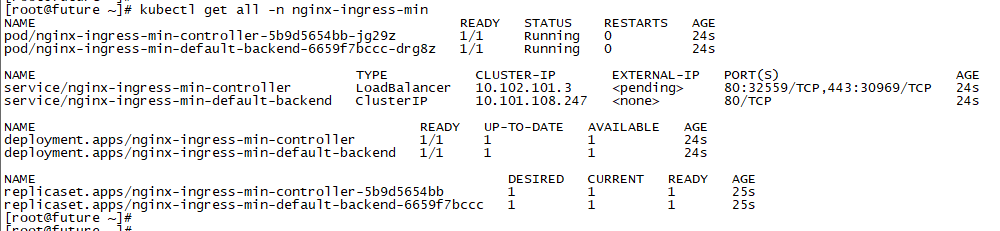 [root@future ~]# kubectl get all -n nginx-ingress-min
NAME READY STATUS RESTARTS AGE
pod/nginx-ingress-min-controller-5b9d5654bb-jg29z 1/1 Running 0 24s
pod/nginx-ingress-min-default-backend-6659f7bccc-drg8z 1/1 Running 0 24s
NAME TYPE CLUSTER-IP EXTERNAL-IP PORT(S) AGE
service/nginx-ingress-min-controller LoadBalancer 10.102.101.3 <pending> 80:32559/TCP,443:30969/TCP 24s
service/nginx-ingress-min-default-backend ClusterIP 10.101.108.247 <none> 80/TCP 24s
NAME READY UP-TO-DATE AVAILABLE AGE
deployment.apps/nginx-ingress-min-controller 1/1 1 1 24s
deployment.apps/nginx-ingress-min-default-backend 1/1 1 1 24s
NAME DESIRED CURRENT READY AGE
replicaset.apps/nginx-ingress-min-controller-5b9d5654bb 1 1 1 25s
replicaset.apps/nginx-ingress-min-default-backend-6659f7bccc 1 1 1 25s
[root@future ~]#
[root@future ~]#